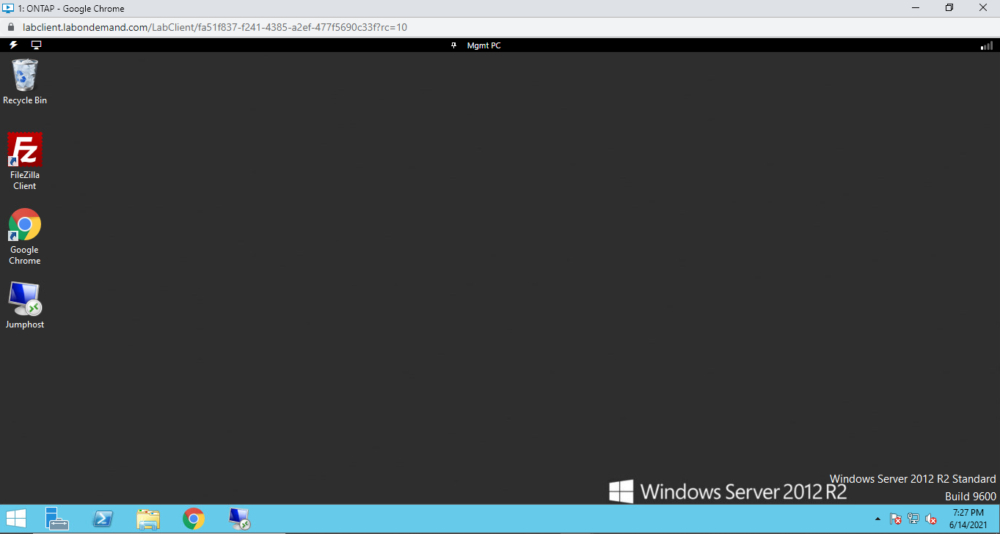 1: ONTAP - Google Chrome
labclient.labondemand.com/LabClient/fa51f837-f241-4385-a2ef-477f5690c33f?rc=10
Mgmt PC
Recycle Bin
Fz
FileZilla
Client
Google
Chrome
Jumphost
Windows Server 2012 R2 Standard
Windows Server 2012 R2
Build 9600
7:27 PM
6/14/2021